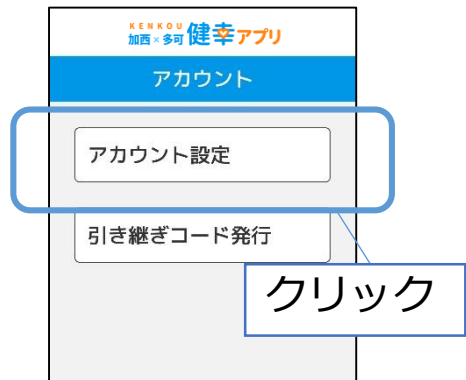 KENKOU
加西×多可 健幸アプリ
アカウント
アカウント設定
引き継ぎコード発行
クリック